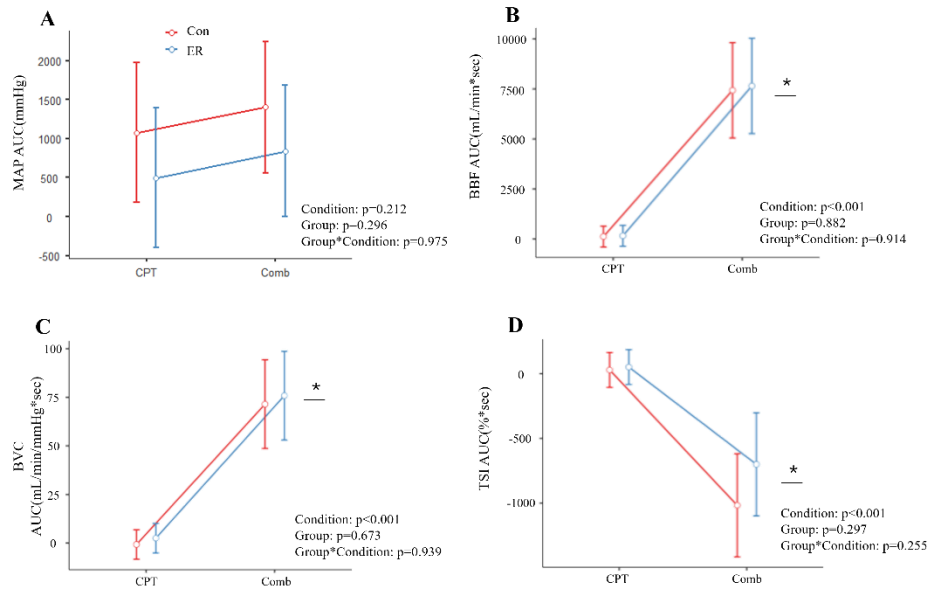 A
Con
ER
MAP AUC(mmHg)
2000
1500
1000
500
0
-500
CPT
Comb
Condition: p=0.212
Group: p=0.296
Group*Condition: p=0.975
B
BBF AUC(mL/min*sec)
10000
7500
5000
2500
0
CPT
Comb
*
Condition: p<0.001
Group: p=0.882
Group*Condition: p=0.914
C
BVC
AUC(mL/min/mmHg*sec)
100
75
50
25
0
CPT
Comb
*
Condition: p<0.001
Group: p=0.673
Group*Condition: p=0.939
D
TSI AUC(%*sec)
0
-500
-1000
CPT
Comb
*
Condition: p<0.001
Group: p=0.297
Group*Condition: p=0.255